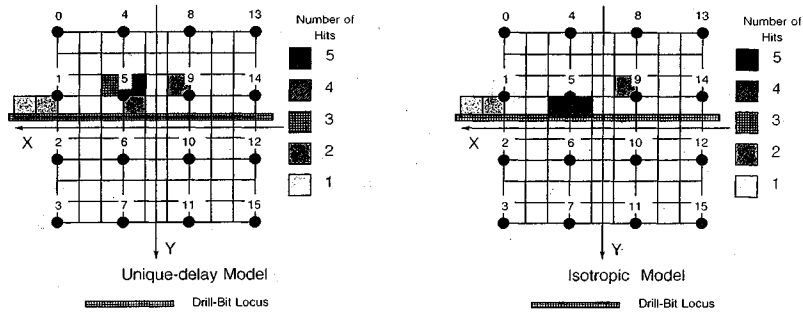 0 4 8 13
Number of
Hits
5
1 5 9 14
4
3
X
2 6 10 12
2
1
3 7 11 15
Y
Unique-delay Model
Drill-Bit Locus
0 4 8 13
Number of
Hits
5
1 5 9 14
4
3
X
2 6 10 12
2
1
3 7 11 15
Y
Isotropic Model
Drill-Bit Locus